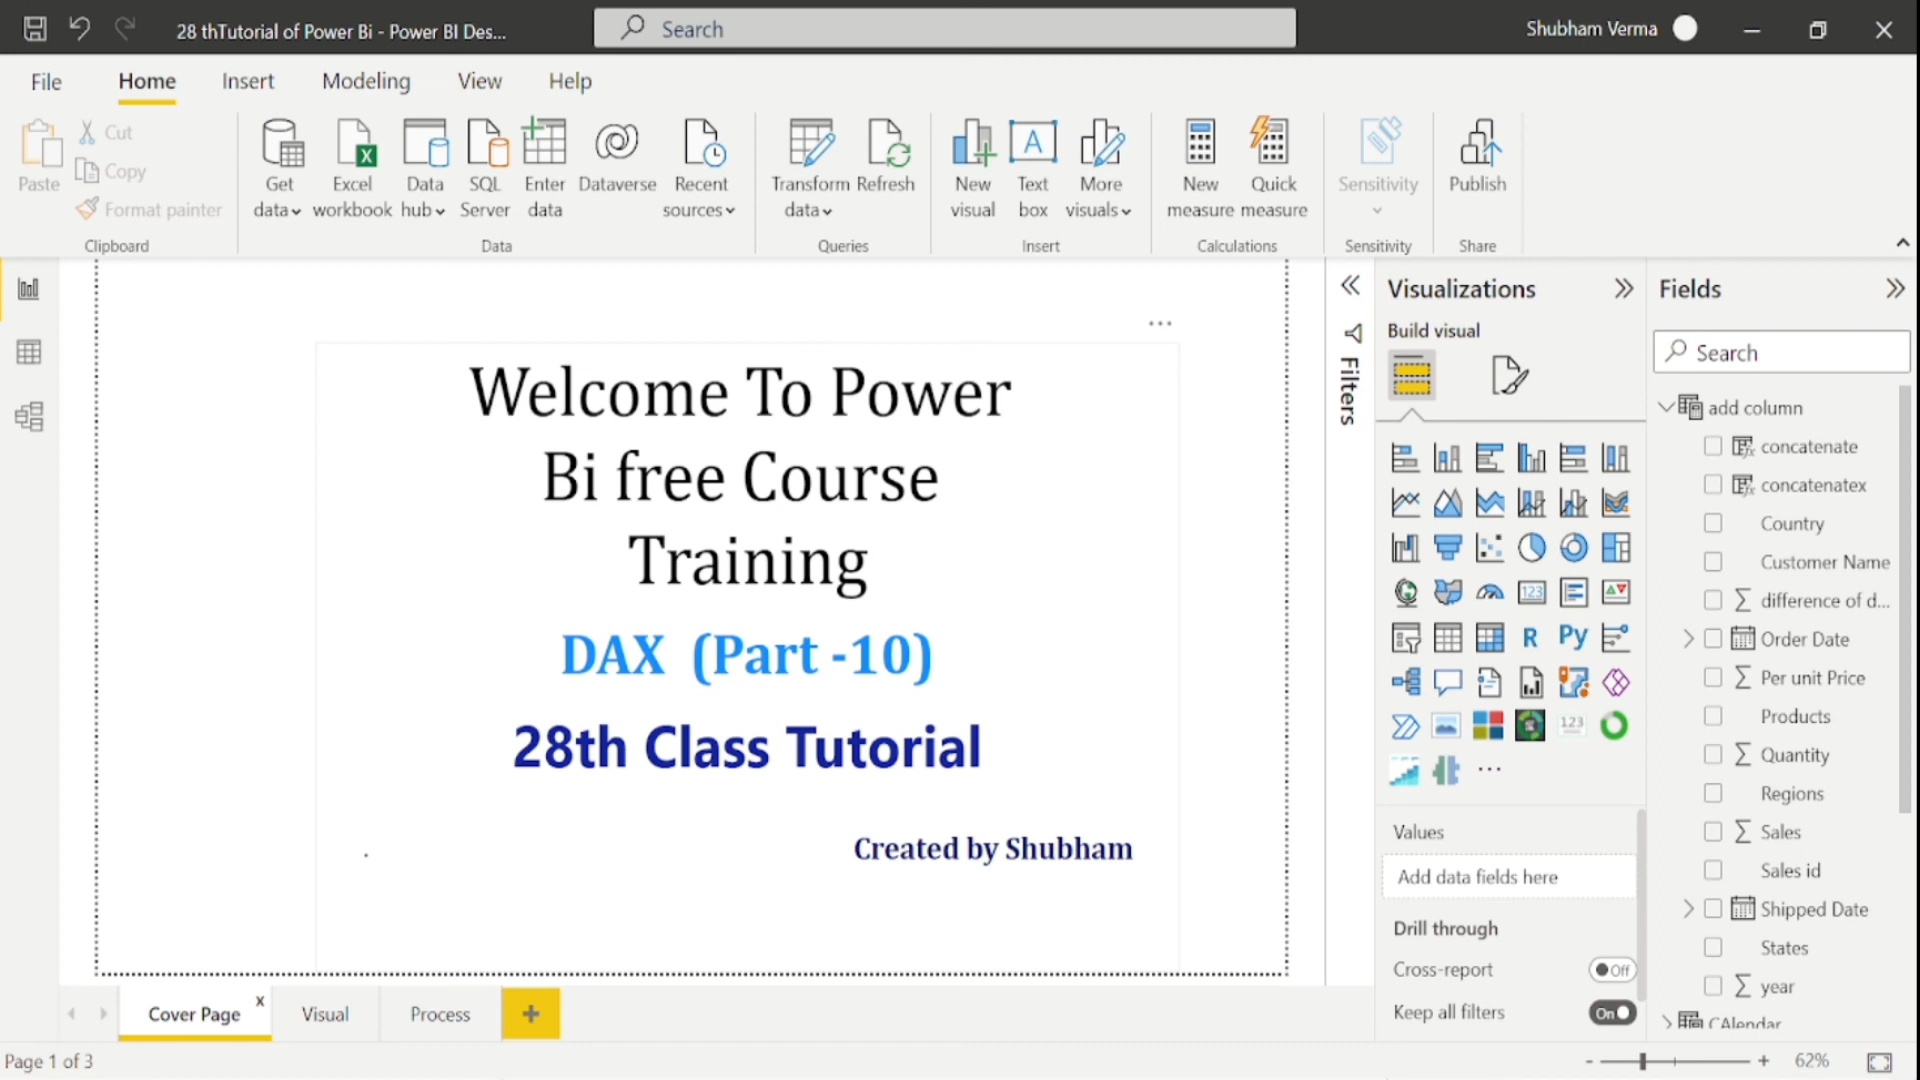 28 thTutorial of Power Bi - Power BI Des...
Search
Shubham Verma
File
Home
Insert
Modeling
View
Help
Paste
Cut
Copy
Format painter
Clipboard
Get data
Excel workbook
Data hub
SQL Server
Enter data
Dataverse
Recent sources
Data
Transform data
Refresh
Queries
New visual
Text box
More visuals
Insert
New measure
Quick measure
Calculations
Sensitivity
Sensitivity
Publish
Share
Welcome To Power
Bi free Course
Training
DAX (Part -10)
28th Class Tutorial
Created by Shubham
Filters
Visualizations
Build visual
123
R
Py
123
...
Values
Add data fields here
Drill through
Cross-report
Off
Keep all filters
On
Fields
Search
add column
concatenate
concatenatex
Country
Customer Name
difference of d...
Order Date
Per unit Price
Products
Quantity
Regions
Sales
Sales id
Shipped Date
States
year
CAlendar
Cover Page
x
Visual
Process
+
Page 1 of 3
- + 62%